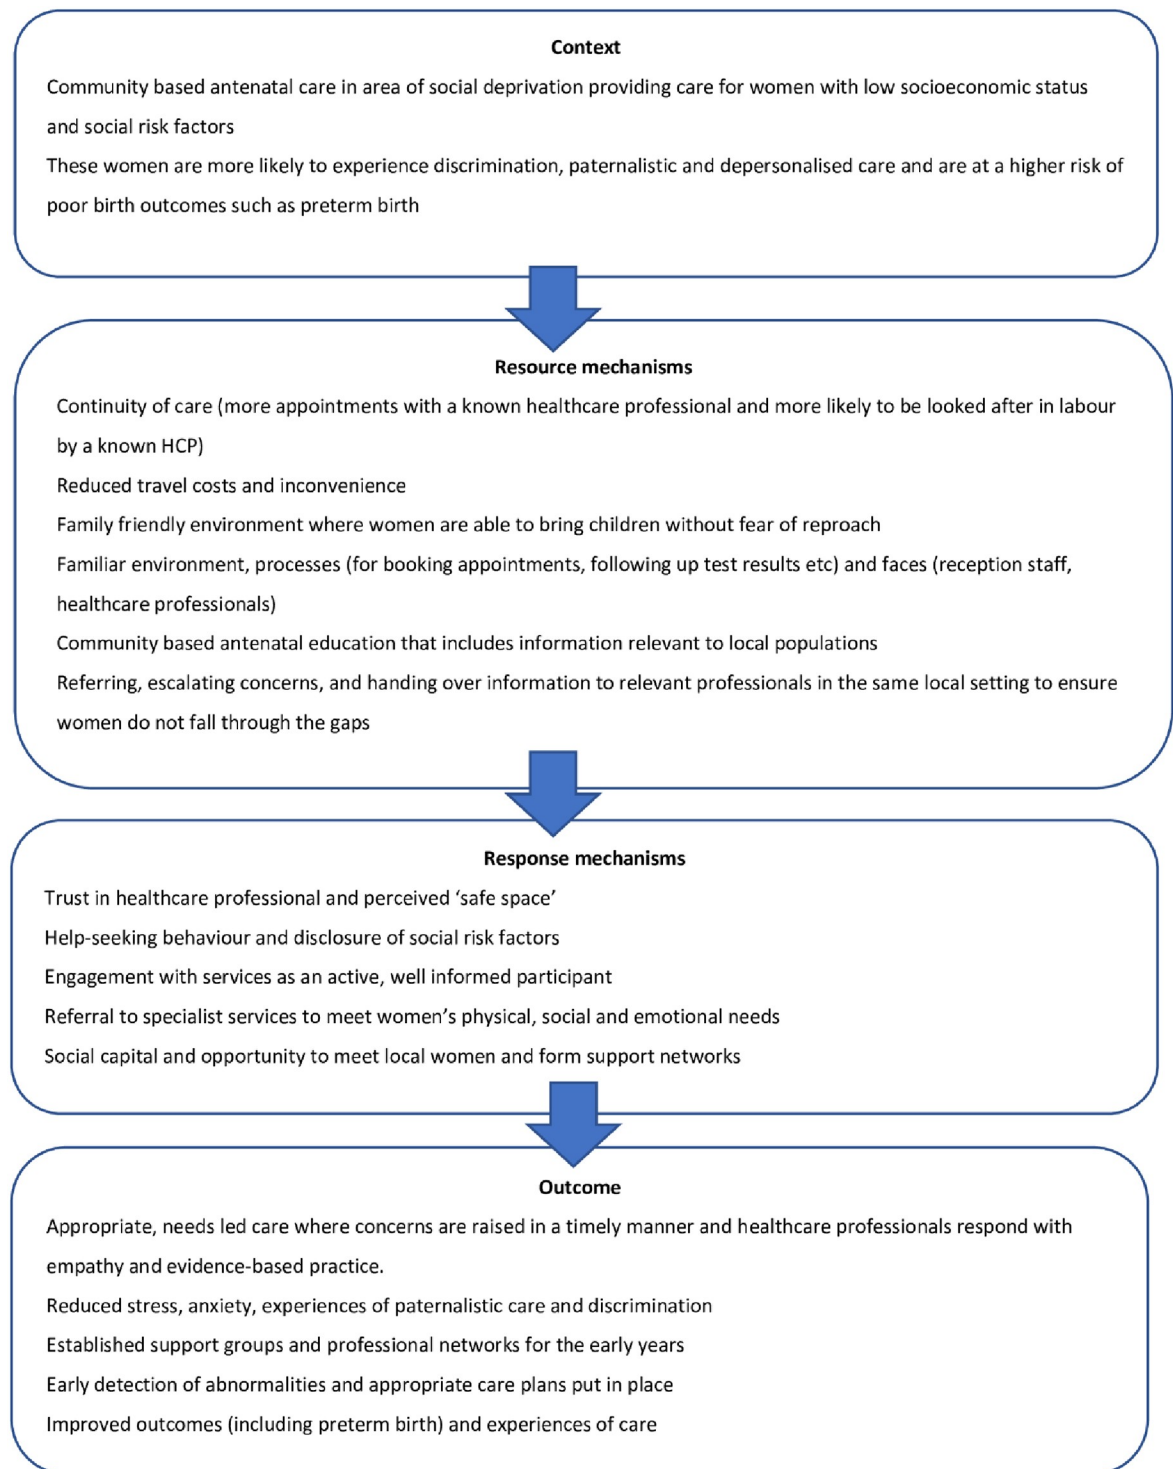 Context
Community based antenatal care in area of social deprivation providing care for women with low socioeconomic status
and social risk factors
These women are more likely to experience discrimination, paternalistic and depersonalised care and are at a higher risk of
poor birth outcomes such as preterm birth
Resource mechanisms
Continuity of care (more appointments with a known healthcare professional and more likely to be looked after in labour
by a known HCP)
Reduced travel costs and inconvenience
Family friendly environment where women are able to bring children without fear of reproach
Familiar environment, processes (for booking appointments, following up test results etc) and faces (reception staff,
healthcare professionals)
Community based antenatal education that includes information relevant to local populations
Referring, escalating concerns, and handing over information to relevant professionals in the same local setting to ensure
women do not fall through the gaps
Response mechanisms
Trust in healthcare professional and perceived ‘safe space’
Help-seeking behaviour and disclosure of social risk factors
Engagement with services as an active, well informed participant
Referral to specialist services to meet women’s physical, social and emotional needs
Social capital and opportunity to meet local women and form support networks
Outcome
Appropriate, needs led care where concerns are raised in a timely manner and healthcare professionals respond with
empathy and evidence-based practice.
Reduced stress, anxiety, experiences of paternalistic care and discrimination
Established support groups and professional networks for the early years
Early detection of abnormalities and appropriate care plans put in place
Improved outcomes (including preterm birth) and experiences of care